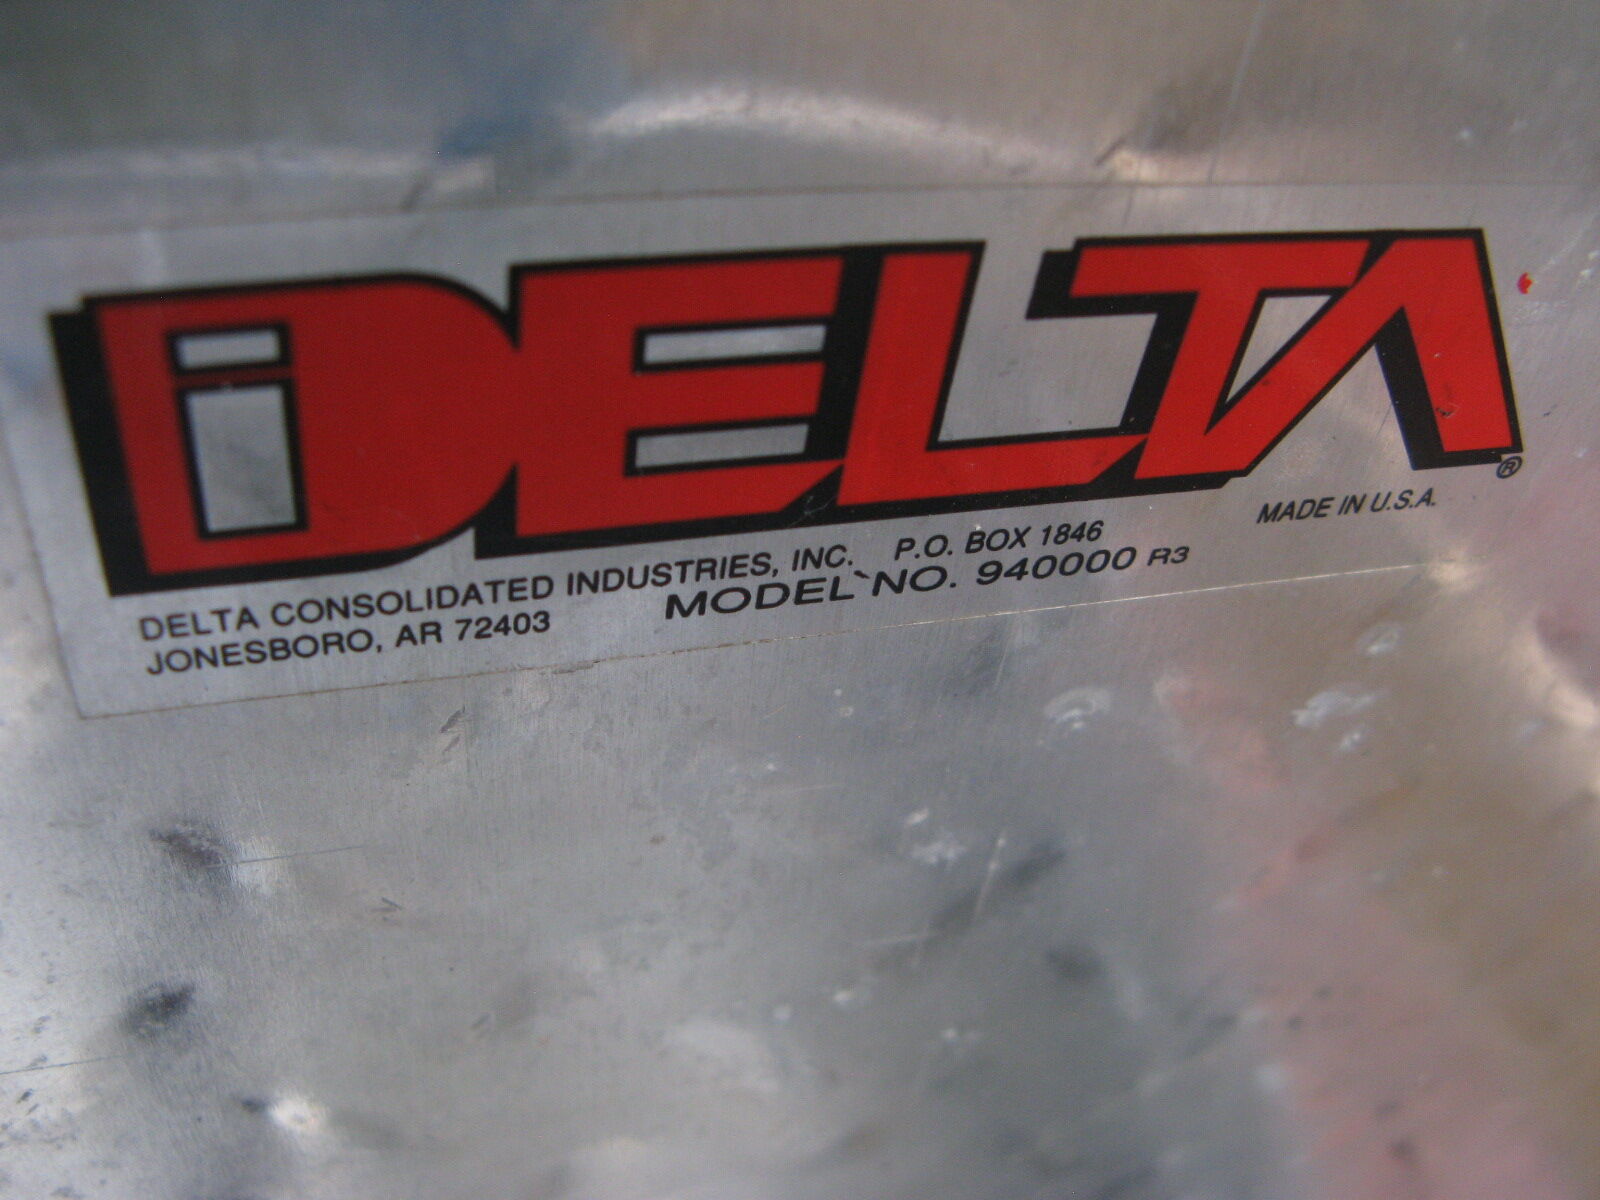 DELTA®
MADE IN U.S.A.
DELTA CONSOLIDATED INDUSTRIES, INC. P.O. BOX 1846
JONESBORO, AR 72403 MODEL NO. 940000 R3